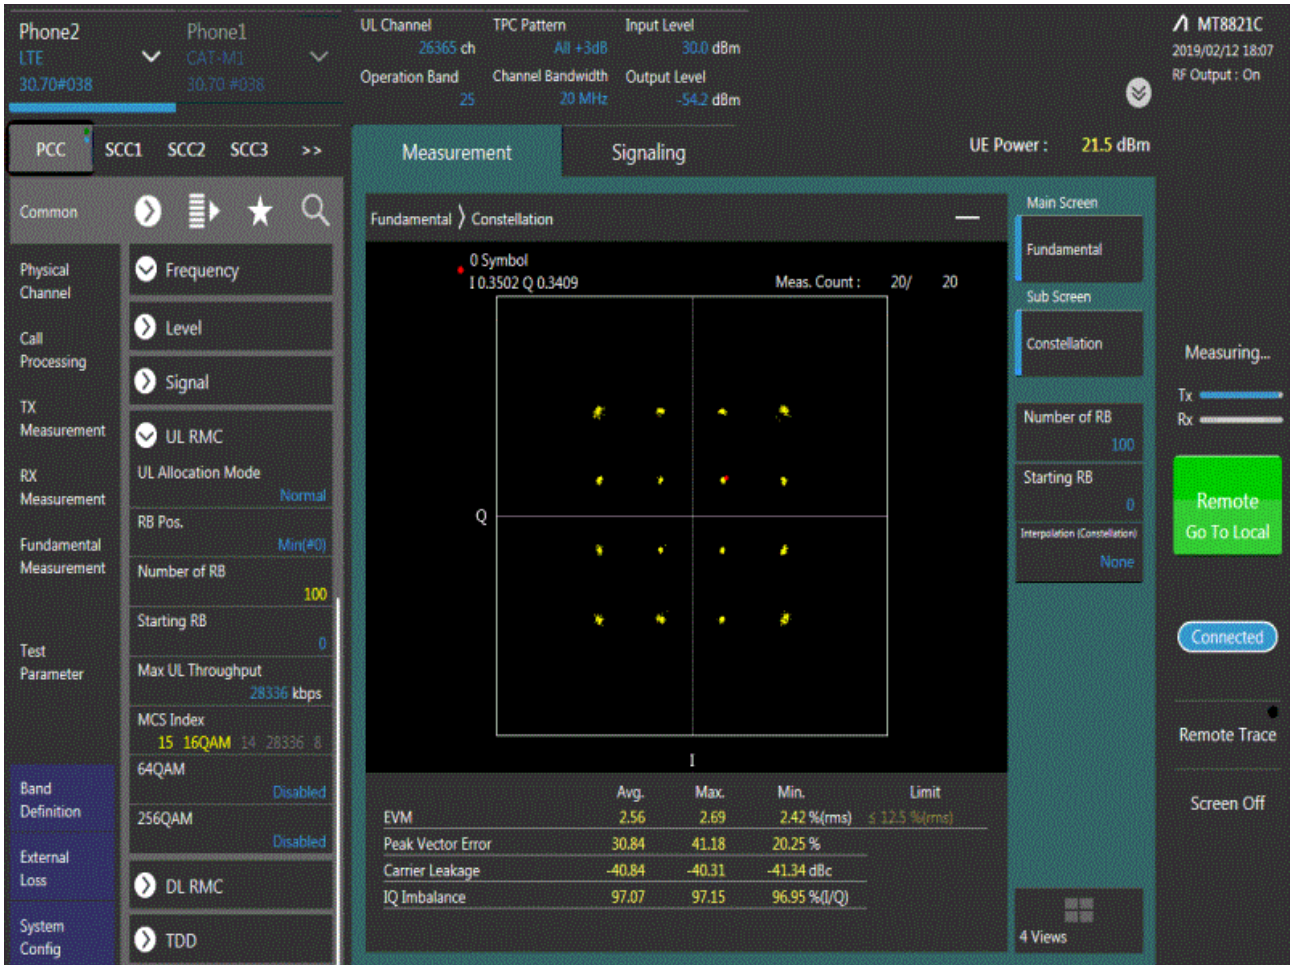 Phone2
LTE
30.70#038
Phone1
CAT-M1
30.70 #038
UL Channel
26365 ch
TPC Pattern
All +3dB
Input Level
30.0 dBm
Operation Band
25
Channel Bandwidth
20 MHz
Output Level
-54.2 dBm
MT8821C
2019/02/12 18:07
RF Output : On
PCC SCC1 SCC2 SCC3 >>
Measurement
Signaling
UE Power : 21.5 dBm
Common
Physical
Channel
Call
Processing
TX
Measurement
RX
Measurement
Fundamental
Measurement
Test
Parameter
Band
Definition
External
Loss
System
Config
Frequency
Level
Signal
UL RMC
UL Allocation Mode
Normal
RB Pos.
Min(#0)
Number of RB
100
Starting RB
0
Max UL Throughput
28336 kbps
MCS Index
15 16QAM 14 28336 8
64QAM
Disabled
256QAM
Disabled
DL RMC
TDD
Fundamental 〉 Constellation
0 Symbol
I 0.3502 Q 0.3409
Meas. Count : 20/ 20
Q
I
Avg. Max. Min. Limit
EVM 2.56 2.69 2.42 %(rms) ≤ 12.5 %(rms)
Peak Vector Error 30.84 41.18 20.25 %
Carrier Leakage -40.84 -40.31 -41.34 dBc
IQ Imbalance 97.07 97.15 96.95 %(I/Q)
Main Screen
Fundamental
Sub Screen
Constellation
Number of RB
100
Starting RB
0
Interpolation (Constellation)
None
4 Views
Measuring...
Tx
Rx
Remote
Go To Local
Connected
Remote Trace
Screen Off